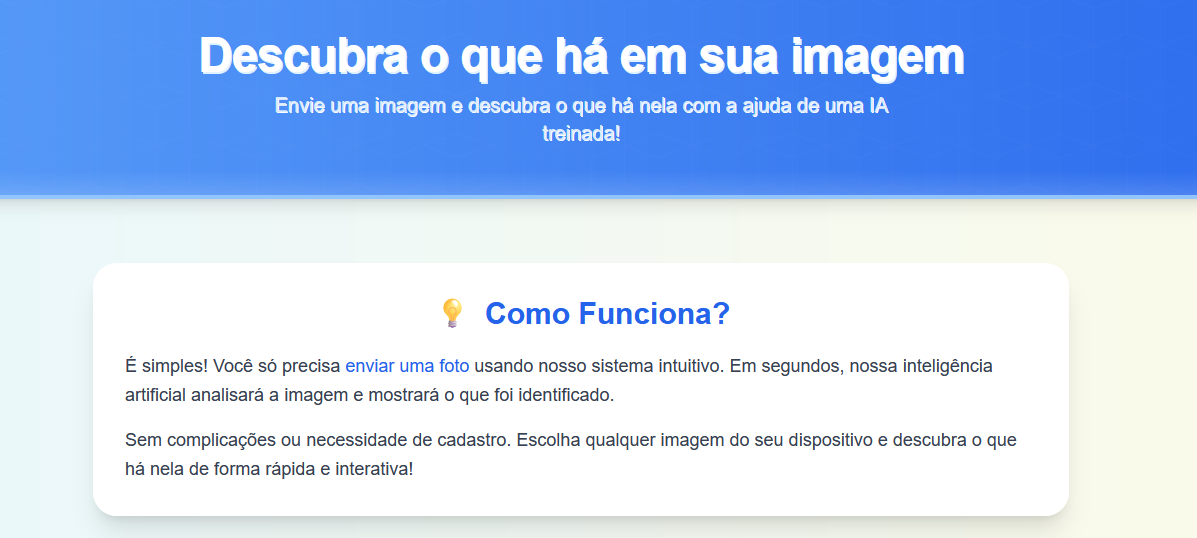 Descubra o que há em sua imagem
Envie uma imagem e descubra o que há nela com a ajuda de uma IA
treinada!
💡 Como Funciona?
É simples! Você só precisa enviar uma foto usando nosso sistema intuitivo. Em segundos, nossa inteligência
artificial analisará a imagem e mostrará o que foi identificado.
Sem complicações ou necessidade de cadastro. Escolha qualquer imagem do seu dispositivo e descubra o que
há nela de forma rápida e interativa!